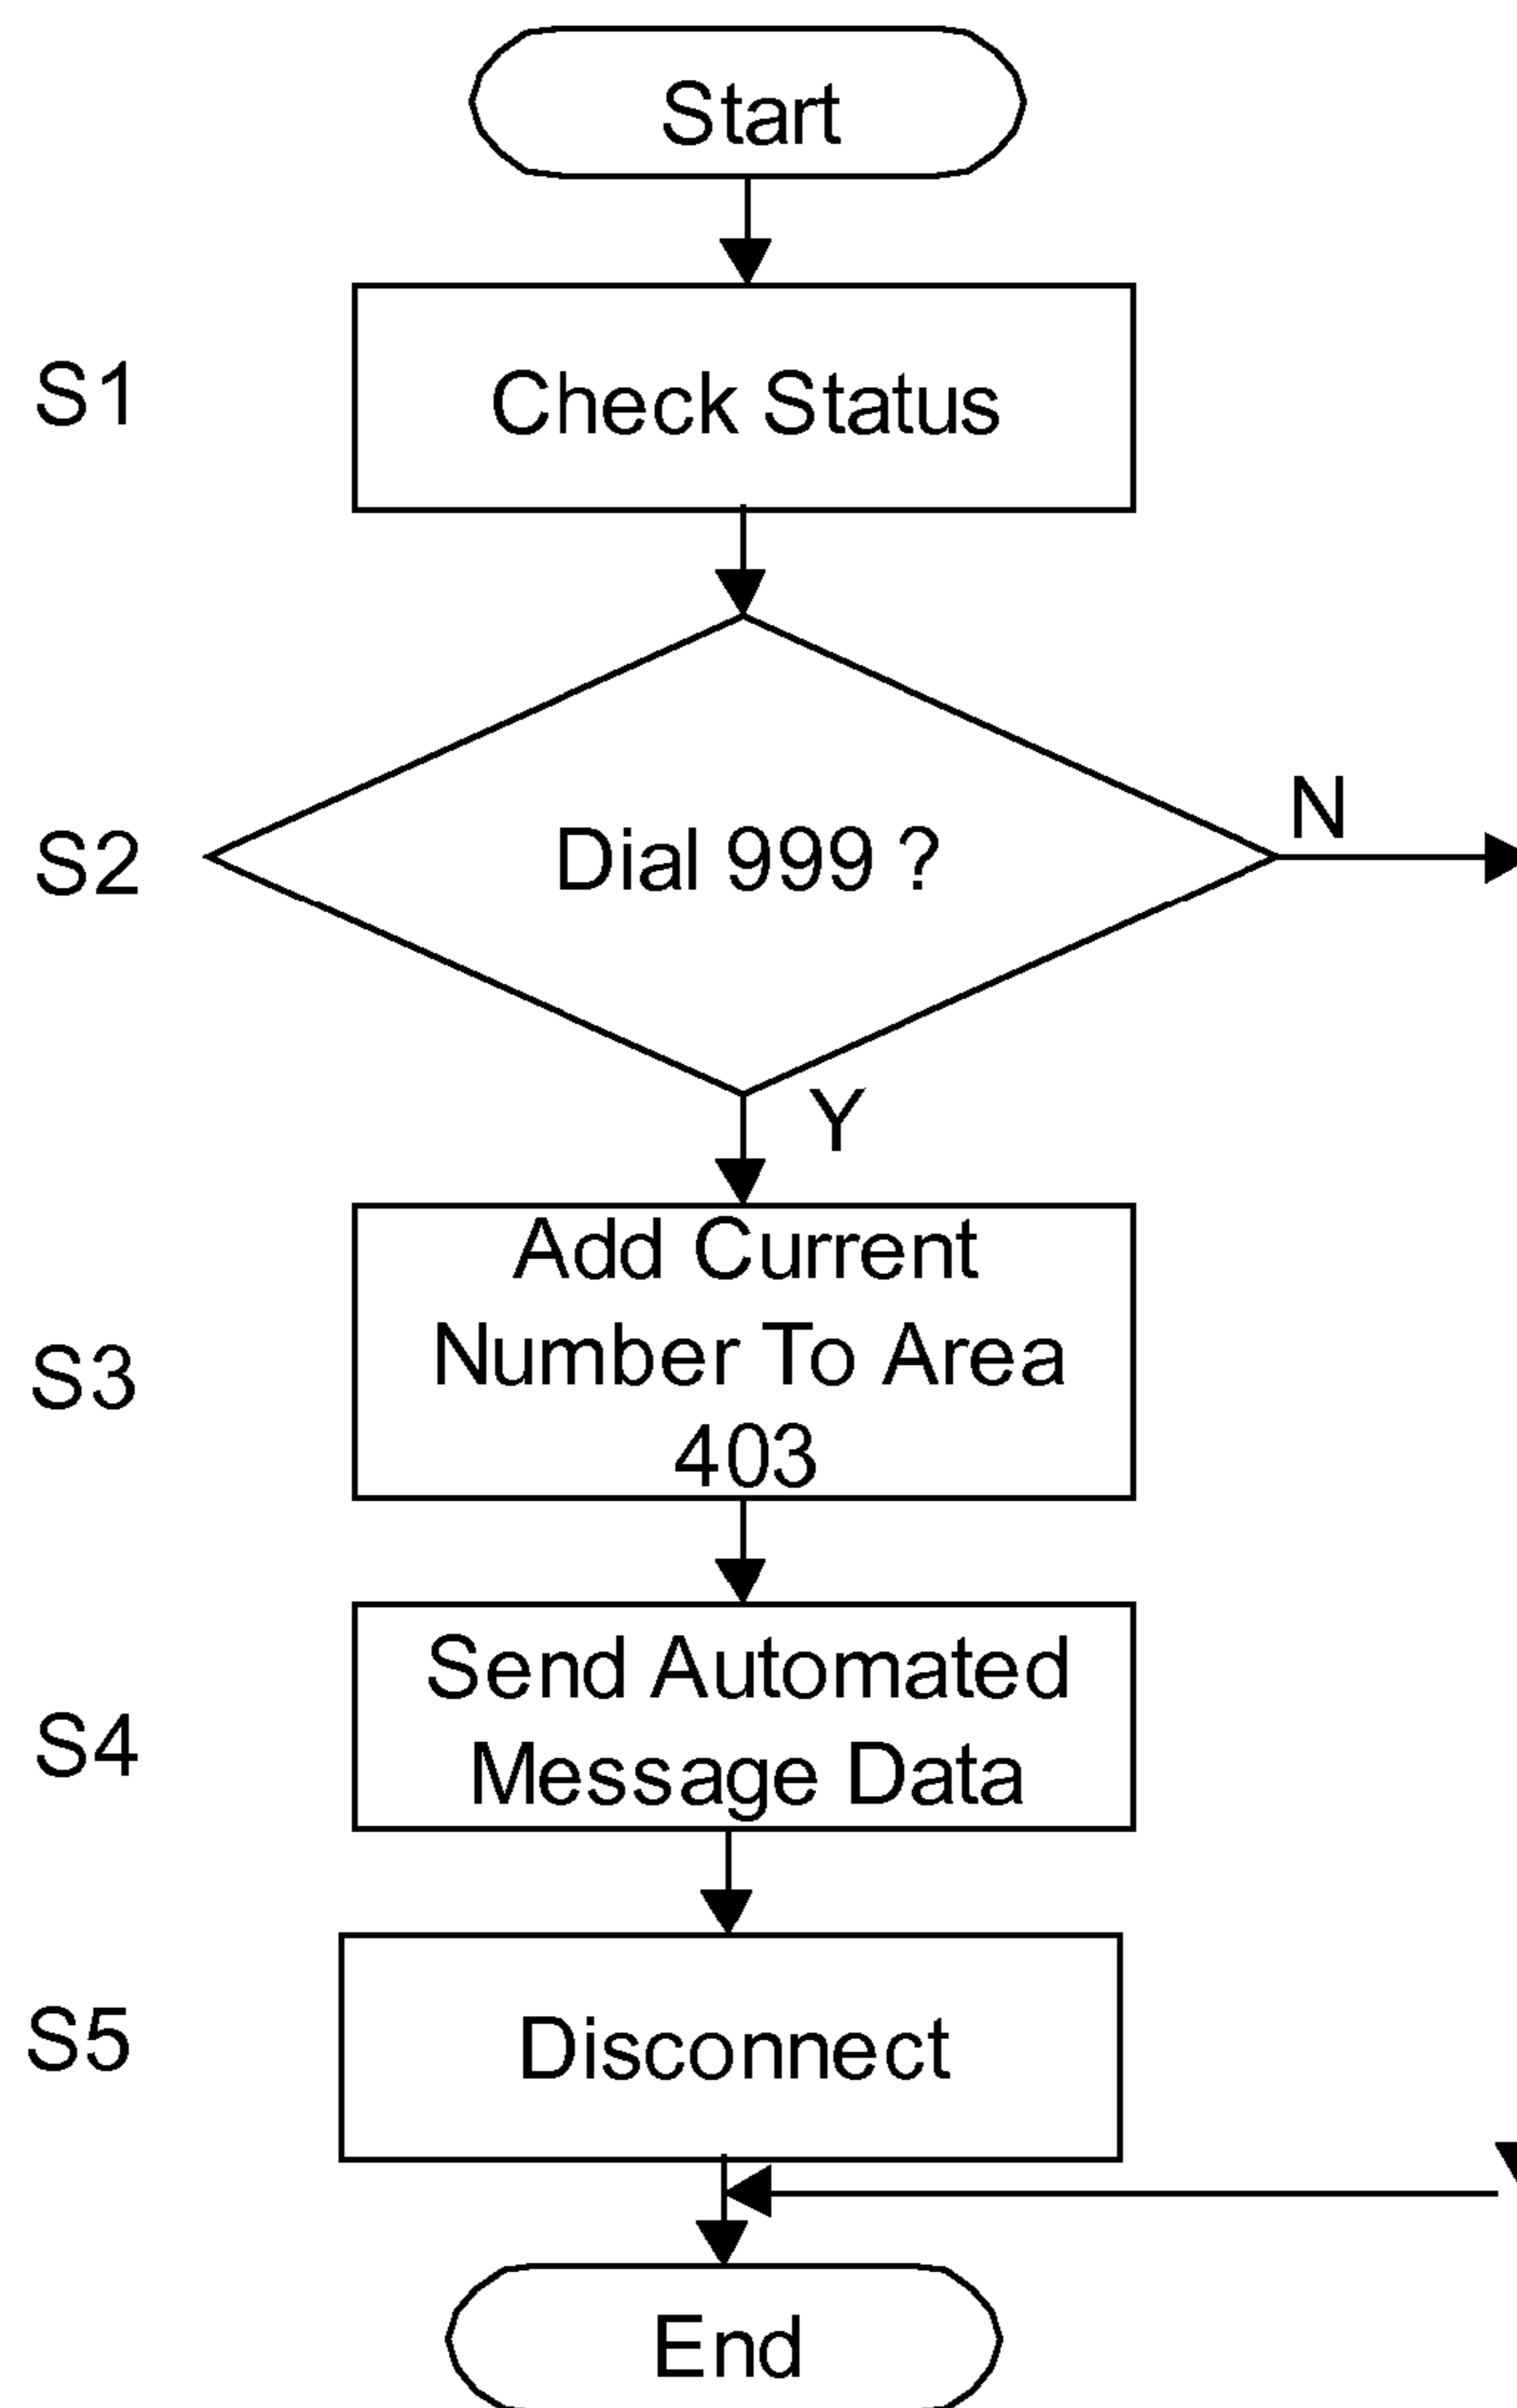 Start
S1
Check Status
S2
Dial 999 ?
N
Y
S3
Add Current
Number To Area
403
S4
Send Automated
Message Data
S5
Disconnect
End